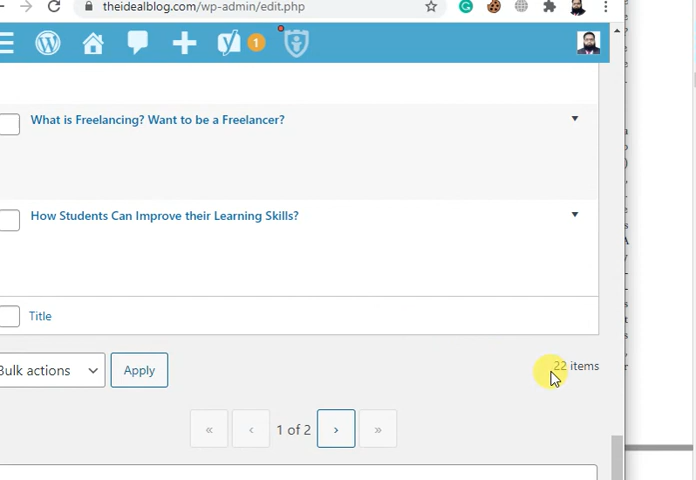 theidealblog.com/wp-admin/edit.php
1
What is Freelancing? Want to be a Freelancer?
How Students Can Improve their Learning Skills?
Title
Bulk actions
Apply
22 items
« ‹ 1 of 2 › »